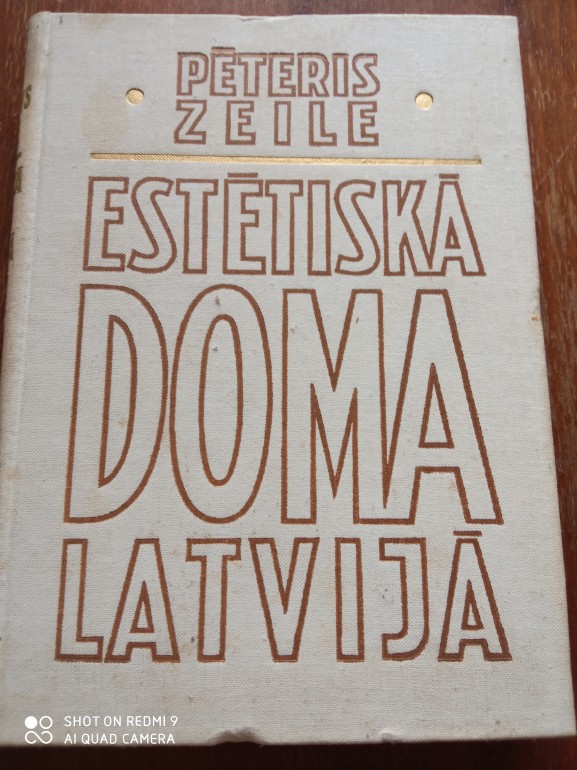 PĒTERIS
ZEILE
ESTĒTISKĀ
DOMA
LATVIJĀ
SHOT ON REDMI 9
AI QUAD CAMERA